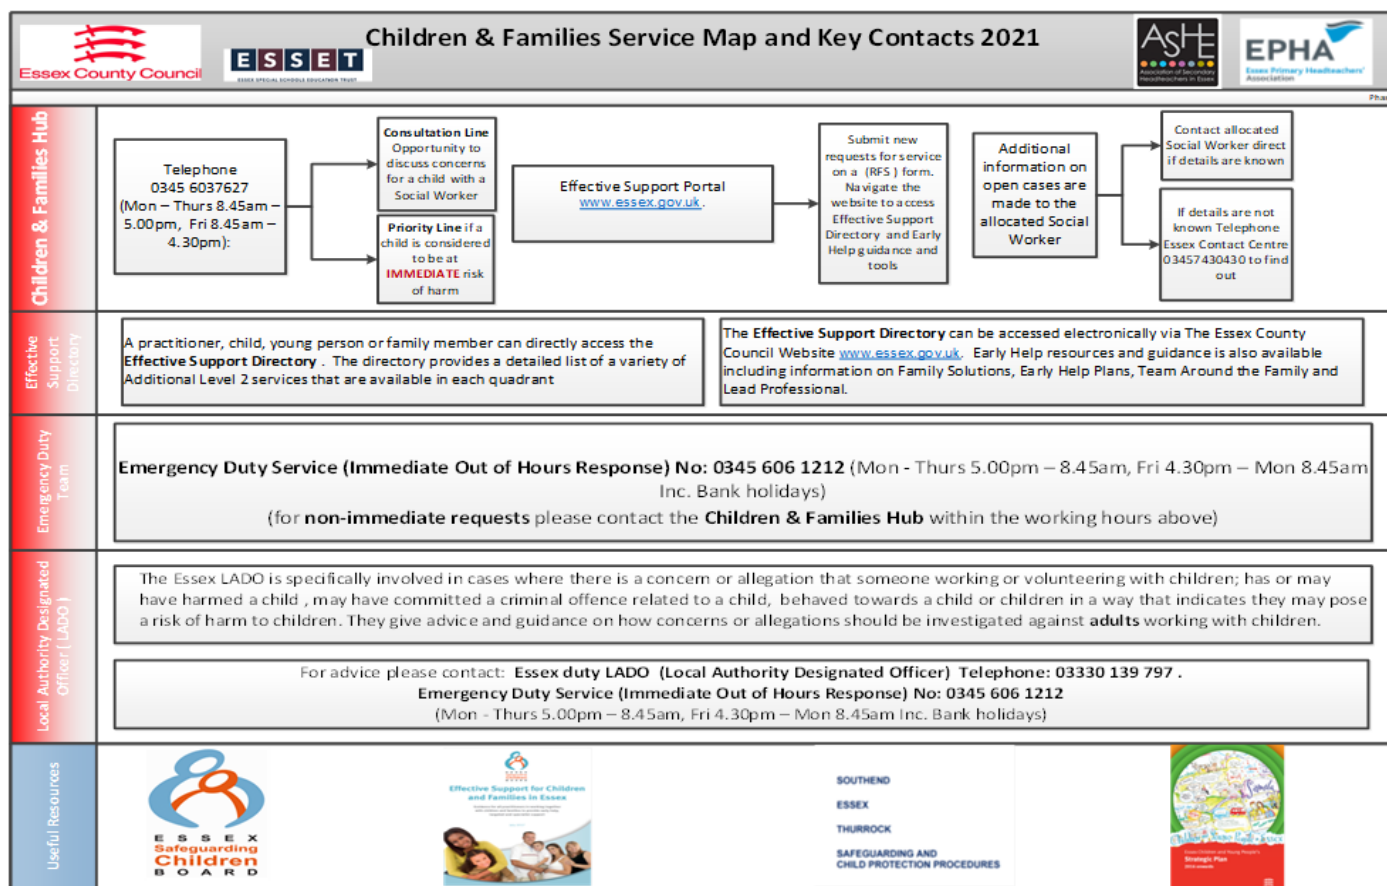 Children & Families Service Map and Key Contacts 2021
Essex County Council
ESSET
ESSEX SPECIAL SCHOOLS EDUCATION TRUST
ASHE
Association of Secondary
Headteachers in Essex
EPHA
Essex Primary Headteachers'
Association
Phas
Children & Families Hub
Telephone
0345 6037627
(Mon – Thurs 8.45am –
5.00pm, Fri 8.45am –
4.30pm):
Consultation Line
Opportunity to
discuss concerns
for a child with a
Social Worker
Priority Line if a
child is considered
to be at
IMMEDIATE risk
of harm
Effective Support Portal
www.essex.gov.uk.
Submit new
requests for service
on a (RFS ) form.
Navigate the
website to access
Effective Support
Directory and Early
Help guidance and
tools
Additional
information on
open cases are
made to the
allocated Social
Worker
Contact allocated
Social Worker direct
if details are known
If details are not
known Telephone
Essex Contact Centre
03457430430 to find
out
Effective
Support
Directory
A practitioner, child, young person or family member can directly access the
Effective Support Directory . The directory provides a detailed list of a variety of
Additional Level 2 services that are available in each quadrant
The Effective Support Directory can be accessed electronically via The Essex County
Council Website www.essex.gov.uk. Early Help resources and guidance is also available
including information on Family Solutions, Early Help Plans, Team Around the Family and
Lead Professional.
Emergency Duty
Team
Emergency Duty Service (Immediate Out of Hours Response) No: 0345 606 1212 (Mon - Thurs 5.00pm – 8.45am, Fri 4.30pm – Mon 8.45am
Inc. Bank holidays)
(for non-immediate requests please contact the Children & Families Hub within the working hours above)
Local Authority Designated
Officer ( LADO )
The Essex LADO is specifically involved in cases where there is a concern or allegation that someone working or volunteering with children; has or may
have harmed a child , may have committed a criminal offence related to a child, behaved towards a child or children in a way that indicates they may pose
a risk of harm to children. They give advice and guidance on how concerns or allegations should be investigated against adults working with children.
For advice please contact: Essex duty LADO (Local Authority Designated Officer) Telephone: 03330 139 797 .
Emergency Duty Service (Immediate Out of Hours Response) No: 0345 606 1212
(Mon - Thurs 5.00pm – 8.45am, Fri 4.30pm – Mon 8.45am Inc. Bank holidays)
Useful Resources
ESSEX
Safeguarding
Children
BOARD
Effective Support for Children
and Families in Essex
SOUTHEND
ESSEX
THURROCK
SAFEGUARDING AND
CHILD PROTECTION PROCEDURES
Essex Children and Young People's
Strategic Plan